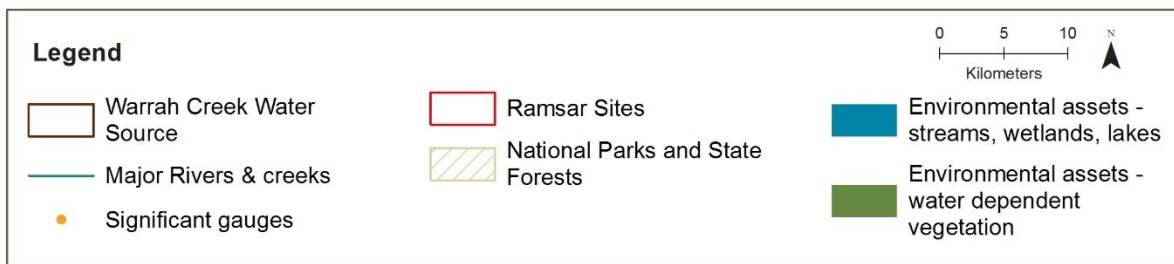 Legend
0 5 10
N
Kilometers
Warrah Creek Water
Source
Major Rivers & creeks
Significant gauges
Ramsar Sites
National Parks and State
Forests
Environmental assets -
streams, wetlands, lakes
Environmental assets -
water dependent
vegetation